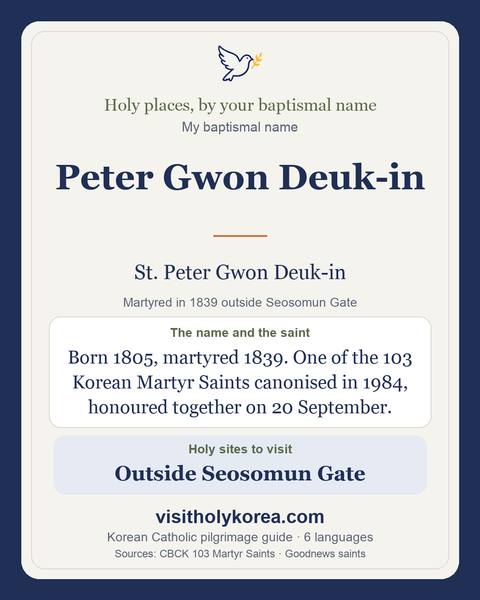 Holy places, by your baptismal name
My baptismal name
Peter Gwon Deuk-in
St. Peter Gwon Deuk-in
Martyred in 1839 outside Seosomun Gate
The name and the saint
Born 1805, martyred 1839. One of the 103
Korean Martyr Saints canonised in 1984,
honoured together on 20 September.
Holy sites to visit
Outside Seosomun Gate
visitholykorea.com
Korean Catholic pilgrimage guide · 6 languages
Sources: CBCK 103 Martyr Saints · Goodnews saints